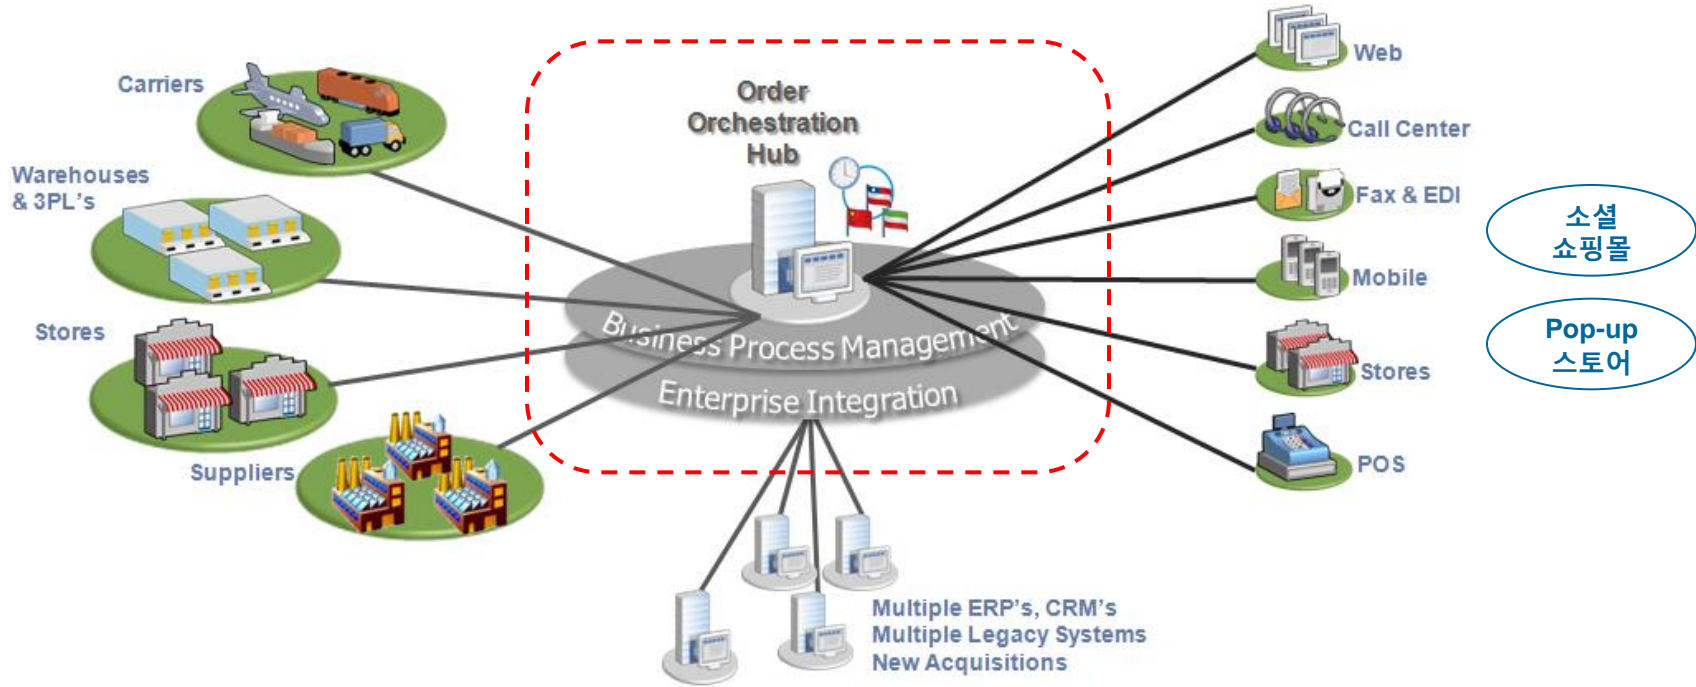 Carriers
Warehouses
& 3PL's
Stores
Suppliers
Order
Orchestration
Hub
Business Process Management
Enterprise Integration
Multiple ERP's, CRM's
Multiple Legacy Systems
New Acquisitions
Web
Call Center
Fax & EDI
Mobile
Stores
POS
소셜
쇼핑몰
Pop-up
스토어